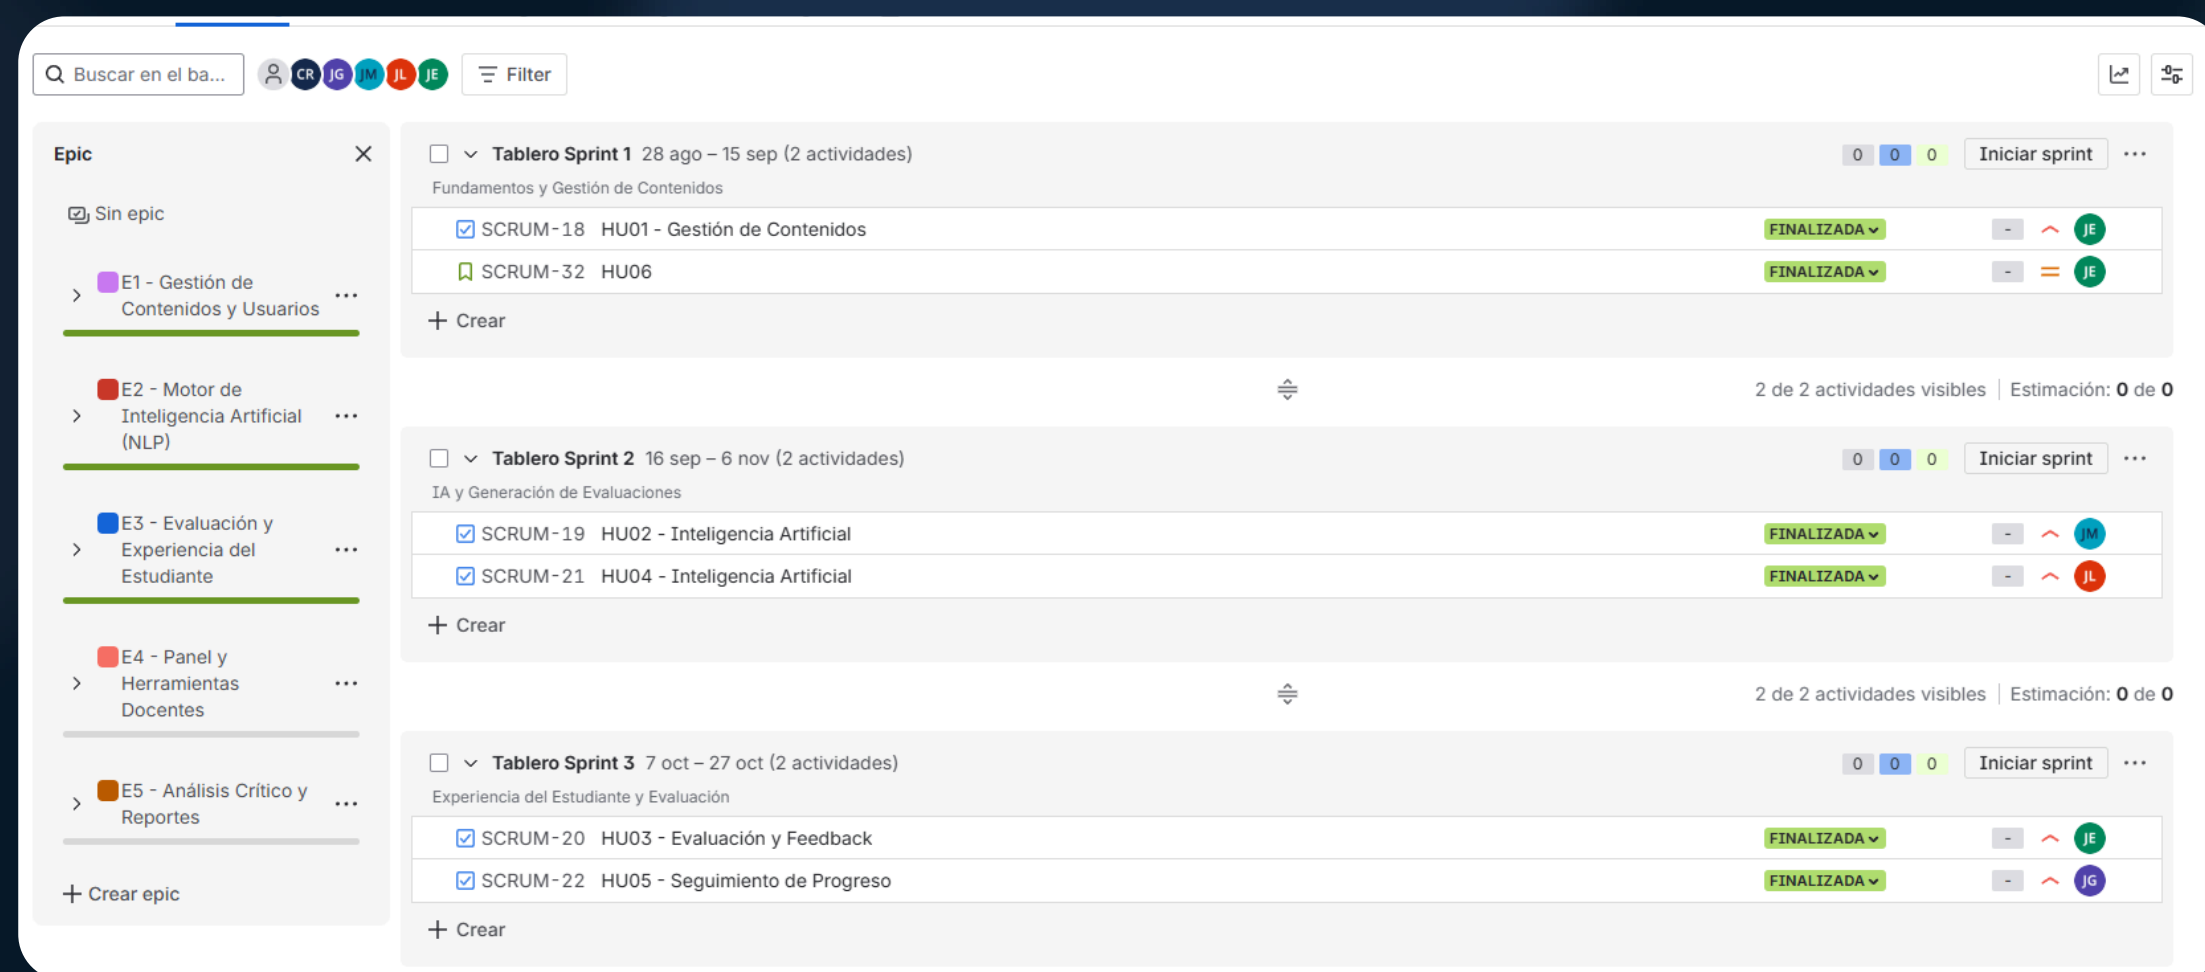 Buscar en el ba...
CR JG JM JL JE
Filter
Epic
Sin epic
E1 - Gestión de
Contenidos y Usuarios
E2 - Motor de
Inteligencia Artificial
(NLP)
E3 - Evaluación y
Experiencia del
Estudiante
E4 - Panel y
Herramientas
Docentes
E5 - Análisis Crítico y
Reportes
Crear epic
Tablero Sprint 1 28 ago – 15 sep (2 actividades) 0 0 0 Iniciar sprint
Fundamentos y Gestión de Contenidos
SCRUM-18 HU01 - Gestión de Contenidos FINALIZADA - JE
SCRUM-32 HU06 FINALIZADA - JE
Crear
2 de 2 actividades visibles Estimación: 0 de 0
Tablero Sprint 2 16 sep – 6 nov (2 actividades) 0 0 0 Iniciar sprint
IA y Generación de Evaluaciones
SCRUM-19 HU02 - Inteligencia Artificial FINALIZADA - JM
SCRUM-21 HU04 - Inteligencia Artificial FINALIZADA - JL
Crear
2 de 2 actividades visibles Estimación: 0 de 0
Tablero Sprint 3 7 oct – 27 oct (2 actividades) 0 0 0 Iniciar sprint
Experiencia del Estudiante y Evaluación
SCRUM-20 HU03 - Evaluación y Feedback FINALIZADA - JE
SCRUM-22 HU05 - Seguimiento de Progreso FINALIZADA - JG
Crear